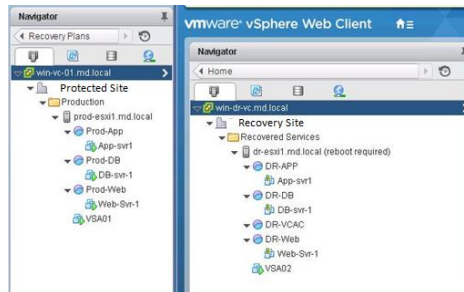 Navigator
Recovery Plans
win-vc-01.md.local
Protected Site
Production
prod-esxi1.md.local
Prod-App
App-svr1
Prod-DB
DB-svr-1
Prod-Web
Web-Svr-1
VSA01
vmware® vSphere Web Client
Navigator
Home
win-dr-vc.md.local
Recovery Site
Recovered Services
dr-esxi1.md.local (reboot required)
DR-APP
App-svr1
DR-DB
DB-svr-1
DR-VCAC
DR-Web
Web-Svr-1
VSA02